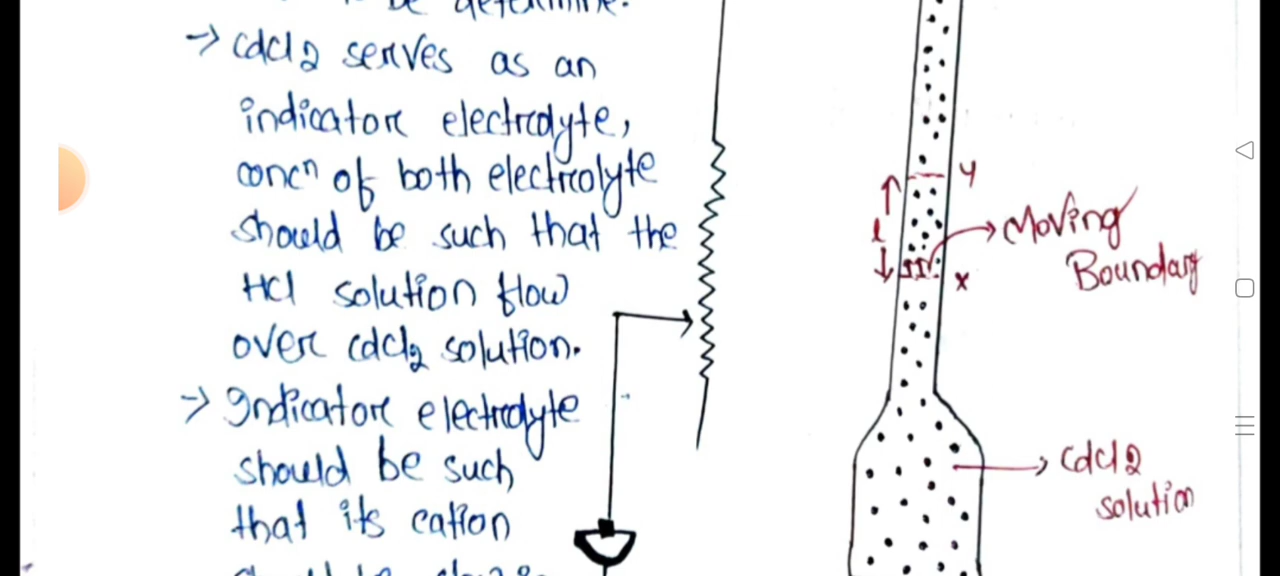 → CdCl2 serves as an
indicator electrolyte,
concⁿ of both electrolyte
should be such that the
HCl solution flow
over CdCl2 solution.
→ Indicator electrolyte
should be such
that its cation
y
l
→ Moving
Boundary
x
→ CdCl2
solution